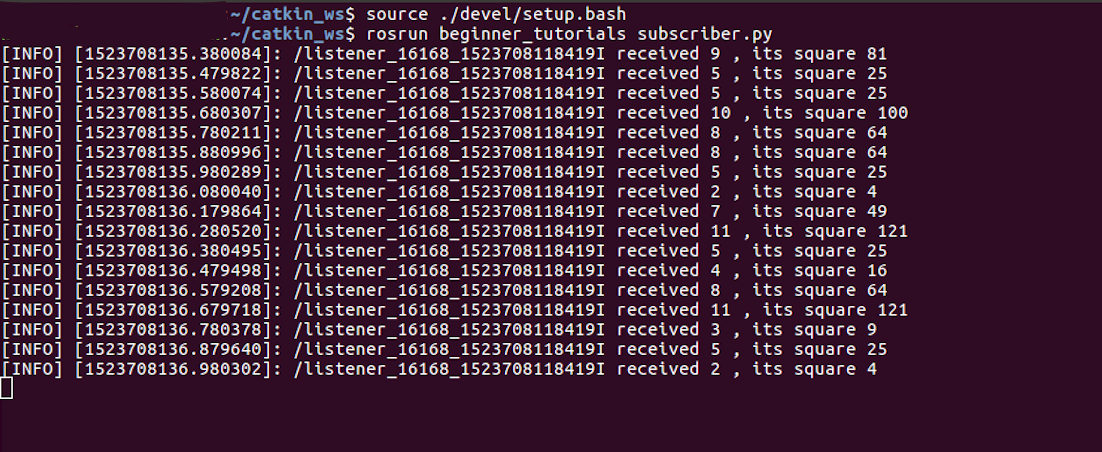 ~/catkin_ws$ source ./devel/setup.bash
~/catkin_ws$ rosrun beginner_tutorials subscriber.py
[INFO] [1523708135.380084]: /listener_16168_1523708118419I received 9 , its square 81
[INFO] [1523708135.479822]: /listener_16168_1523708118419I received 5 , its square 25
[INFO] [1523708135.580074]: /listener_16168_1523708118419I received 5 , its square 25
[INFO] [1523708135.680307]: /listener_16168_1523708118419I received 10 , its square 100
[INFO] [1523708135.780211]: /listener_16168_1523708118419I received 8 , its square 64
[INFO] [1523708135.880996]: /listener_16168_1523708118419I received 8 , its square 64
[INFO] [1523708135.980289]: /listener_16168_1523708118419I received 5 , its square 25
[INFO] [1523708136.080040]: /listener_16168_1523708118419I received 2 , its square 4
[INFO] [1523708136.179864]: /listener_16168_1523708118419I received 7 , its square 49
[INFO] [1523708136.280520]: /listener_16168_1523708118419I received 11 , its square 121
[INFO] [1523708136.380495]: /listener_16168_1523708118419I received 5 , its square 25
[INFO] [1523708136.479498]: /listener_16168_1523708118419I received 4 , its square 16
[INFO] [1523708136.579208]: /listener_16168_1523708118419I received 8 , its square 64
[INFO] [1523708136.679718]: /listener_16168_1523708118419I received 11 , its square 121
[INFO] [1523708136.780378]: /listener_16168_1523708118419I received 3 , its square 9
[INFO] [1523708136.879640]: /listener_16168_1523708118419I received 5 , its square 25
[INFO] [1523708136.980302]: /listener_16168_1523708118419I received 2 , its square 4